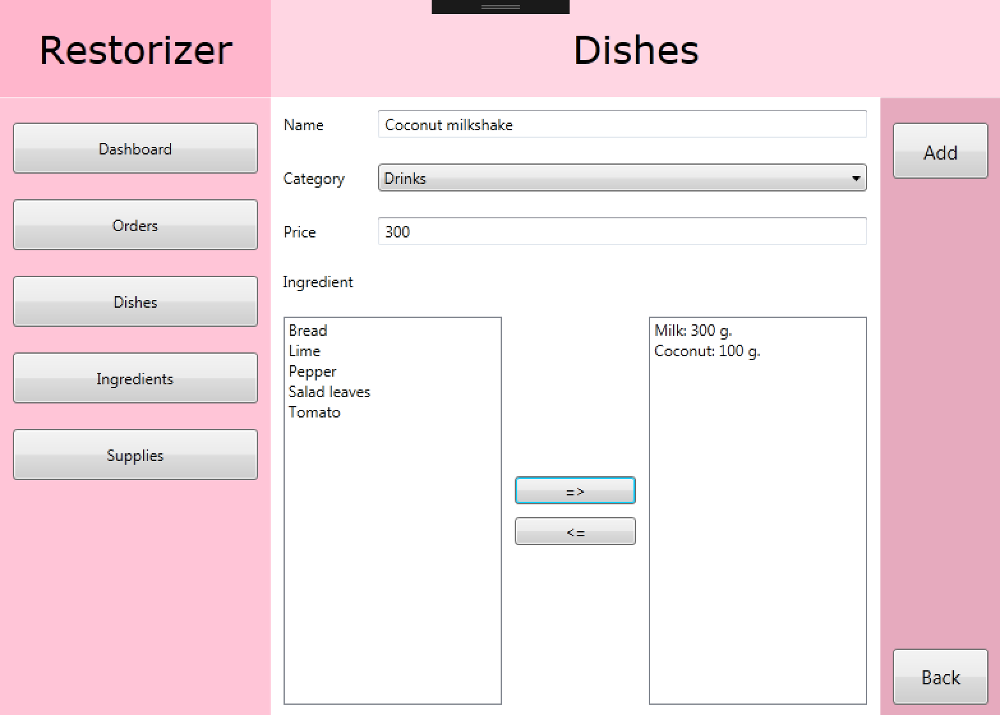 Restorizer
Dishes
Dashboard
Orders
Dishes
Ingredients
Supplies
Name
Coconut milkshake
Category
Drinks
Price
300
Ingredient
Bread
Lime
Pepper
Salad leaves
Tomato
=>
<=
Milk: 300 g.
Coconut: 100 g.
Add
Back